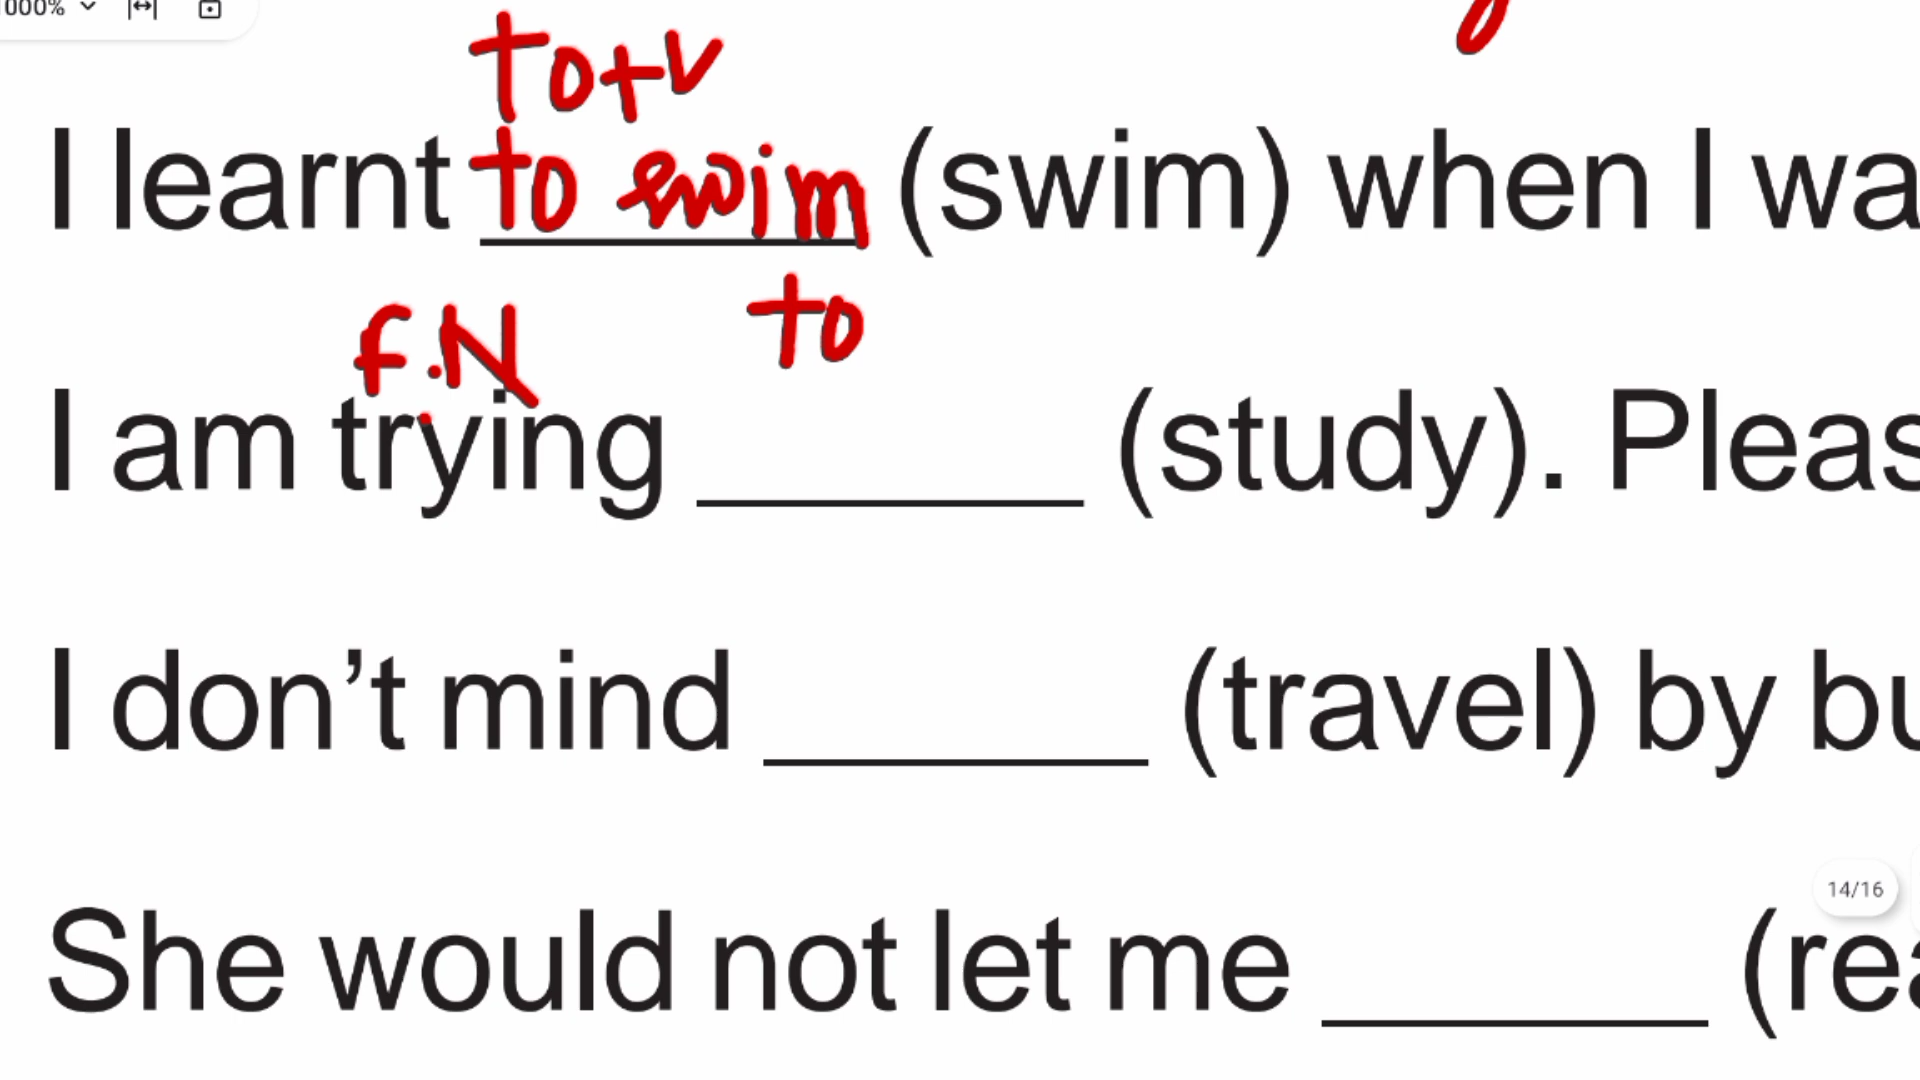 000%
to+v
I learnt to swim (swim) when I wa
to
f.N
I am trying ______ (study). Pleas
I don’t mind ______ (travel) by bu
14/16
She would not let me ______ (rea